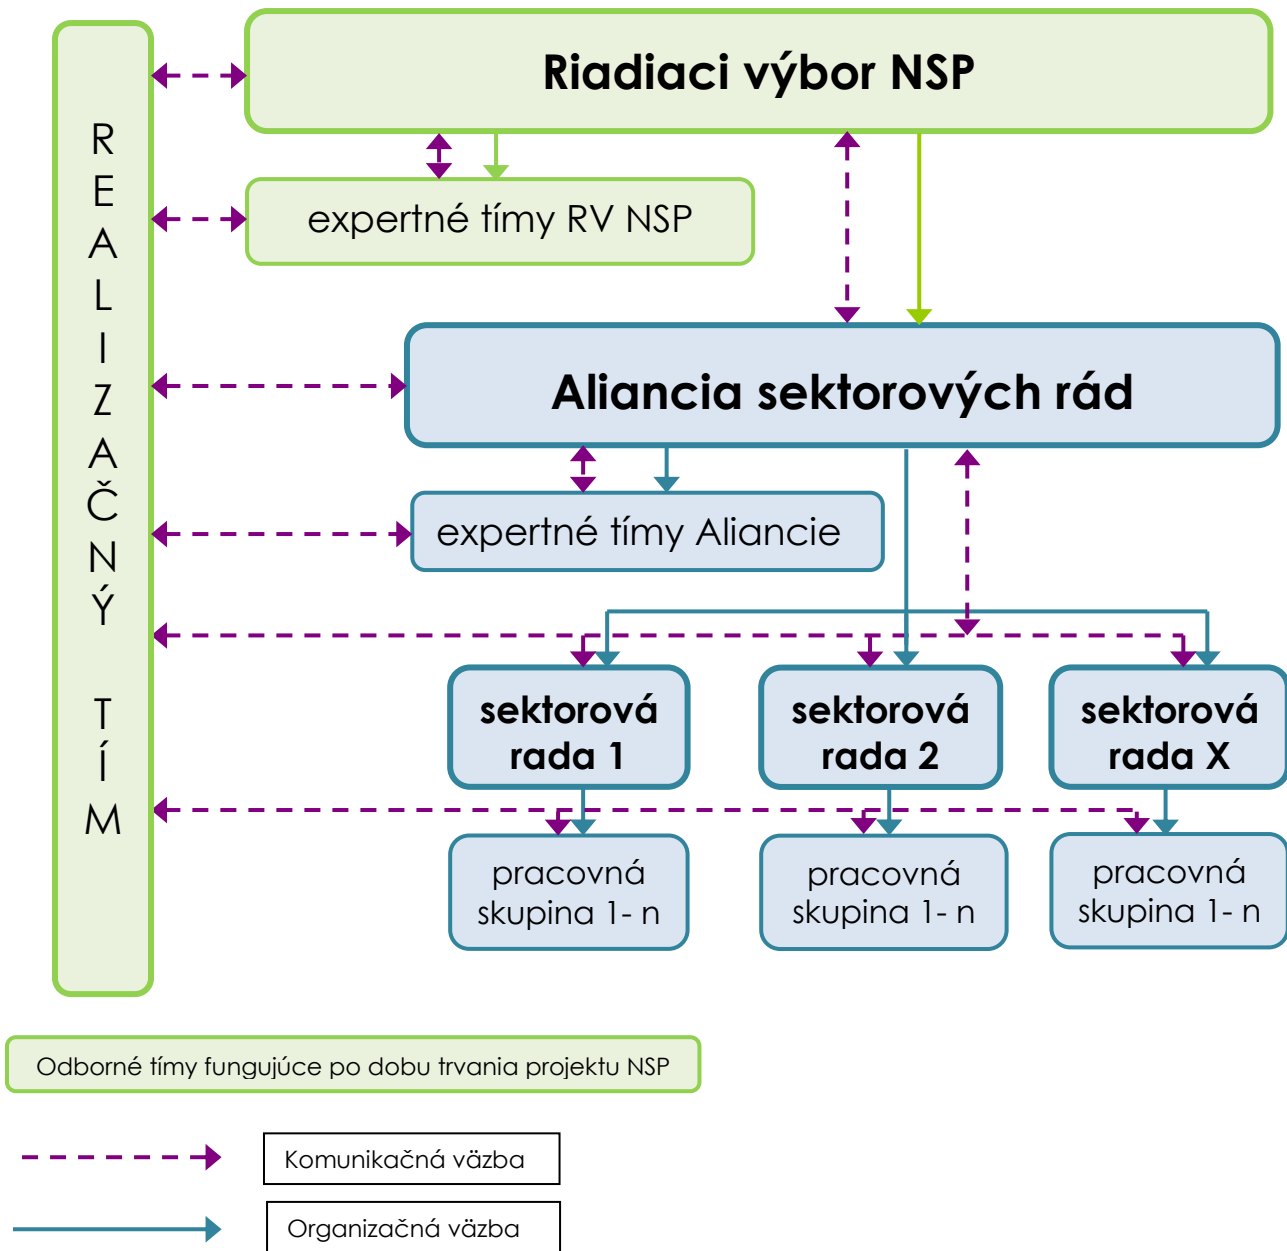 REALIZAČNÝ TÍM
Riadiaci výbor NSP
expertné tímy RV NSP
Aliancia sektorových rád
expertné tímy Aliancie
sektorová
rada 1
sektorová
rada 2
sektorová
rada X
pracovná
skupina 1- n
pracovná
skupina 1- n
pracovná
skupina 1- n
Odborné tímy fungujúce po dobu trvania projektu NSP
Komunikačná väzba
Organizačná väzba